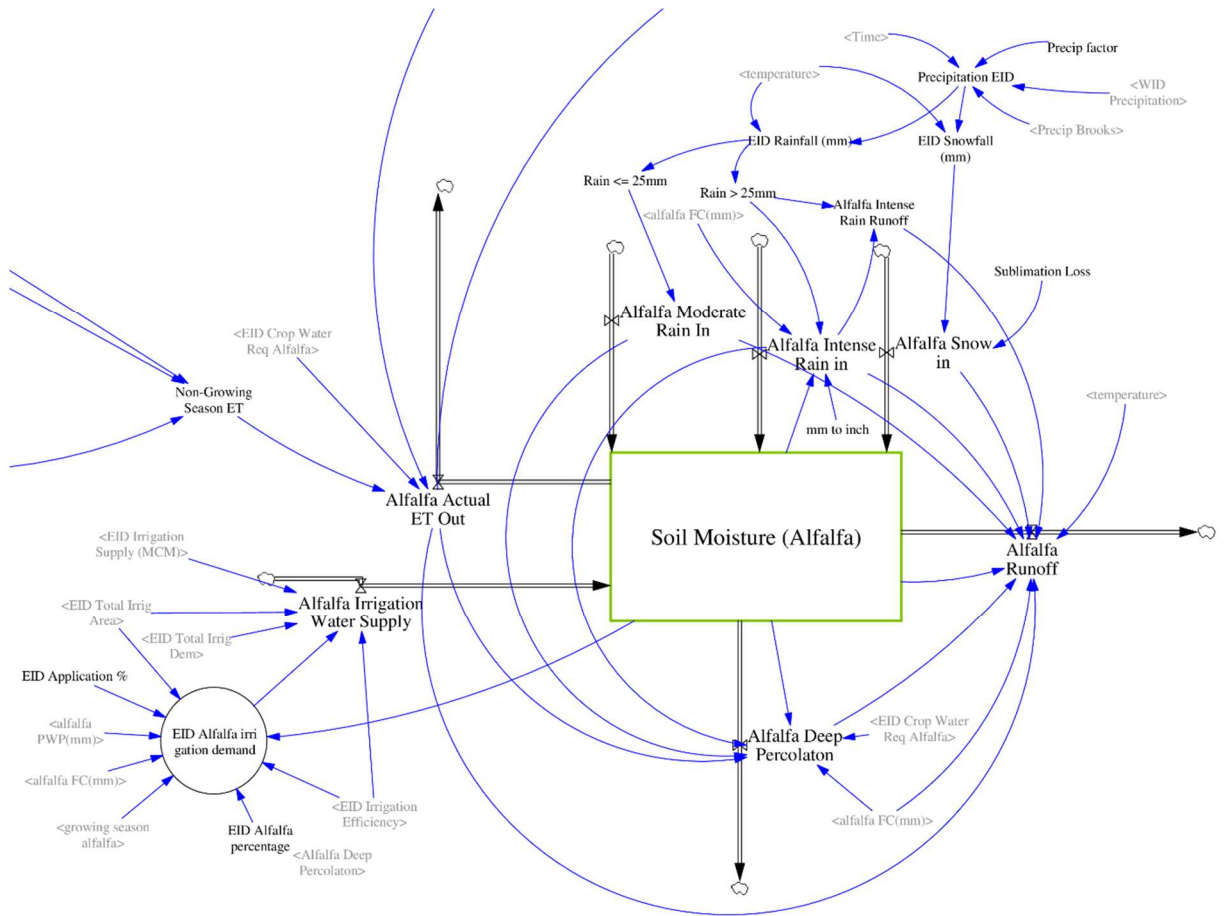 <Time>
Precip factor
<temperature>
Precipitation EID
<WID
Precipitation>
<Precip Brooks>
EID Rainfall (mm)
EID Snowfall
(mm)
Rain <= 25mm
Rain > 25mm
<alfalfa FC(mm)>
Alfalfa Intense
Rain Runoff
Sublimation Loss
Alfalfa Moderate
Rain In
Alfalfa Intense
Rain in
Alfalfa Snow
in
<EID Crop Water
Req Alfalfa>
Non-Growing
Season ET
<temperature>
mm to inch
Alfalfa Actual
ET Out
Soil Moisture (Alfalfa)
Alfalfa
Runoff
<EID Irrigation
Supply (MCM)>
<EID Total Irrig
Area>
Alfalfa Irrigation
Water Supply
<EID Total Irrig
Dem>
EID Application %
<alfalfa
PWP(mm)>
EID Alfalfa irri
gation demand
<alfalfa FC(mm)>
<growing season
alfalfa>
EID Alfalfa
percentage
<EID Irrigation
Efficiency>
<Alfalfa Deep
Percolaton>
Alfalfa Deep
Percolaton
<EID Crop Water
Req Alfalfa>
<alfalfa FC(mm)>